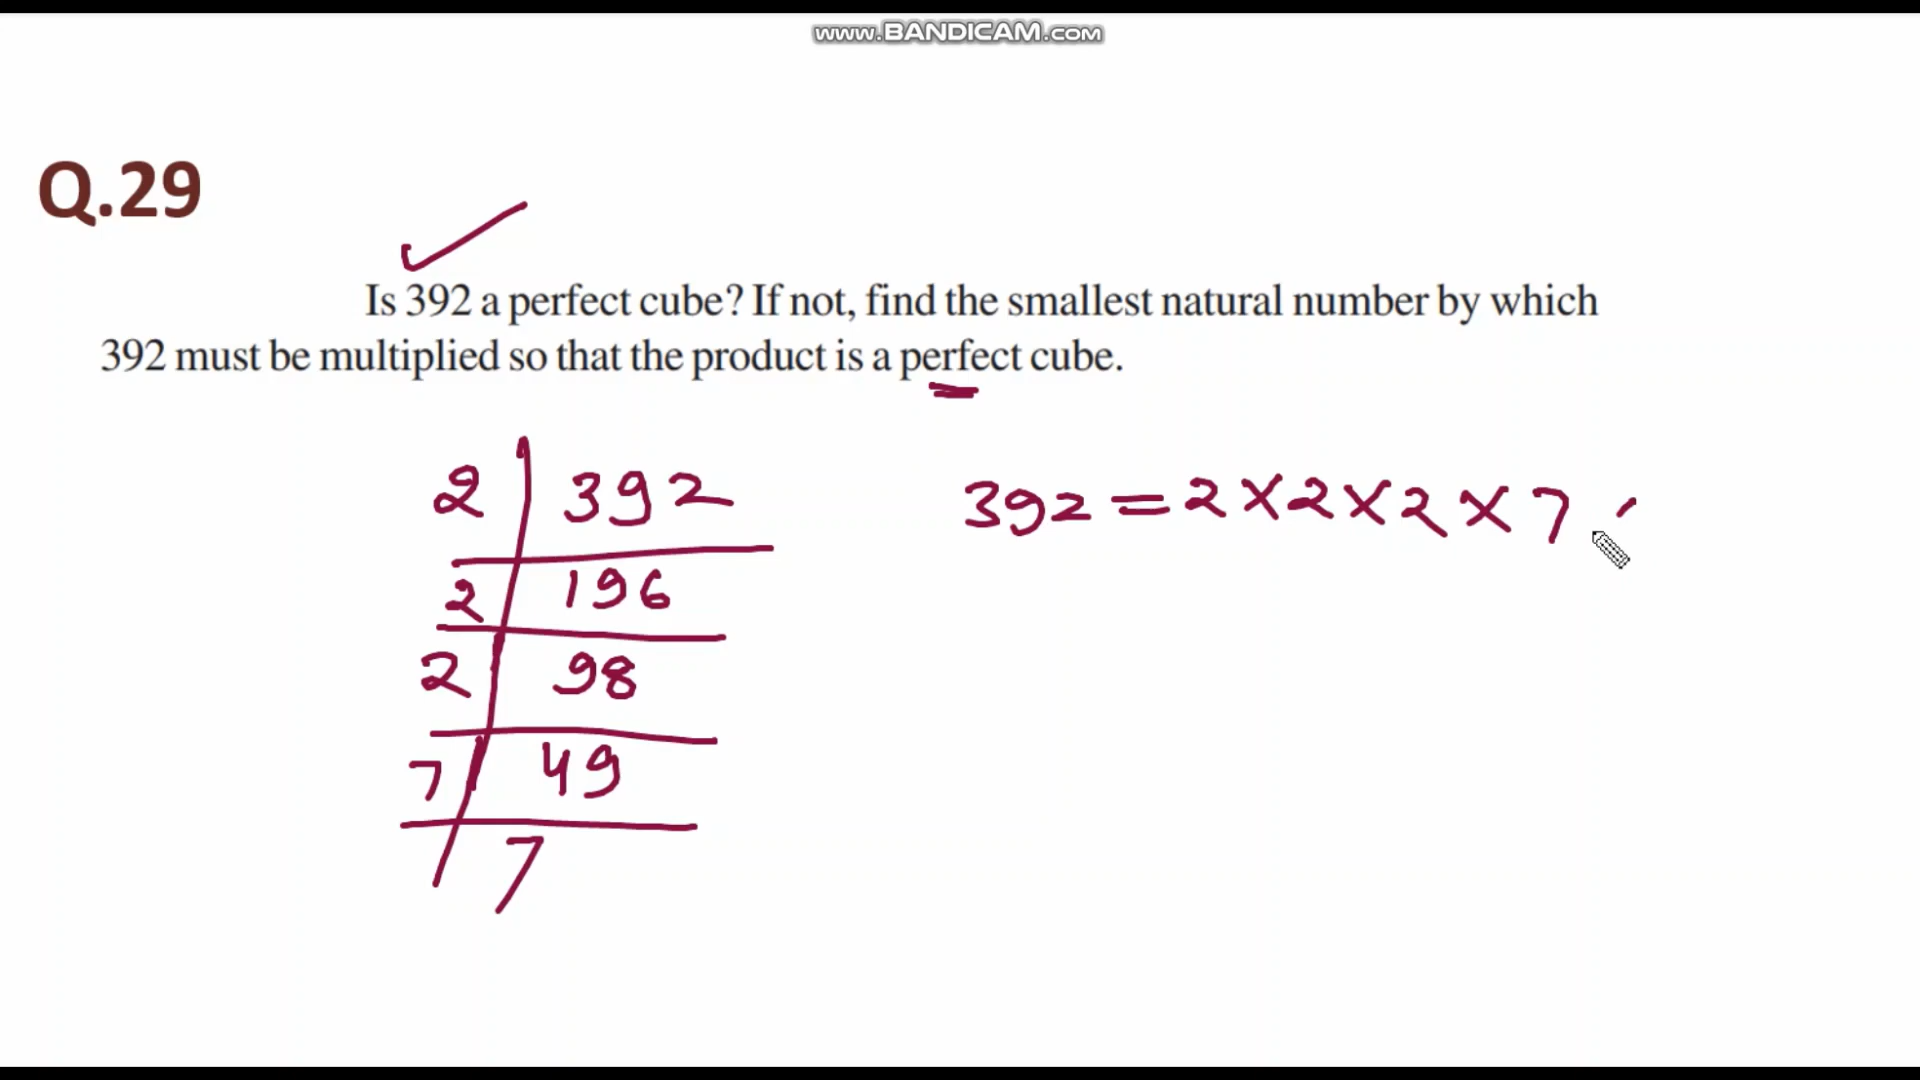 www.BANDICAM.com
Q.29
Is 392 a perfect cube? If not, find the smallest natural number by which
392 must be multiplied so that the product is a perfect cube.
2 | 392
2 | 196
2 | 98
7 | 49
7
392 = 2 × 2 × 2 × 7